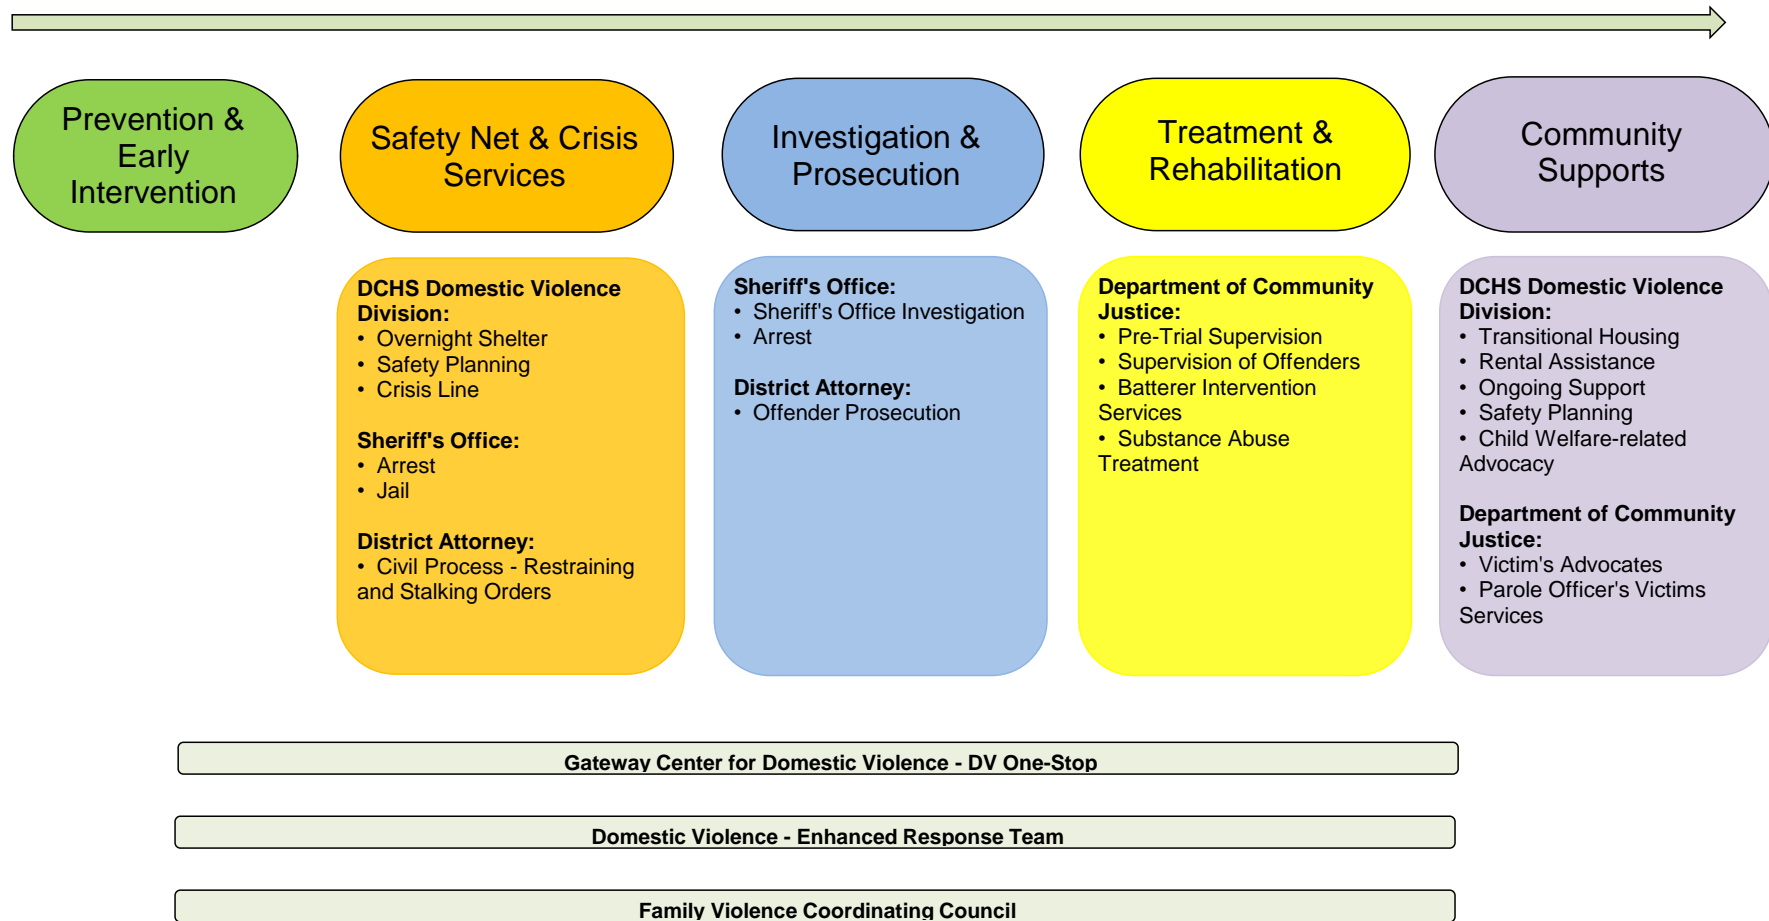 Prevention &
Early
Intervention
Safety Net & Crisis
Services
Investigation &
Prosecution
Treatment &
Rehabilitation
Community
Supports
DCHS Domestic Violence
Division:
• Overnight Shelter
• Safety Planning
• Crisis Line
Sheriff's Office:
• Arrest
• Jail
District Attorney:
• Civil Process - Restraining
and Stalking Orders
Sheriff's Office:
• Sheriff's Office Investigation
• Arrest
District Attorney:
• Offender Prosecution
Department of Community
Justice:
• Pre-Trial Supervision
• Supervision of Offenders
• Batterer Intervention
Services
• Substance Abuse
Treatment
DCHS Domestic Violence
Division:
• Transitional Housing
• Rental Assistance
• Ongoing Support
• Safety Planning
• Child Welfare-related
Advocacy
Department of Community
Justice:
• Victim's Advocates
• Parole Officer's Victims
Services
Gateway Center for Domestic Violence - DV One-Stop
Domestic Violence - Enhanced Response Team
Family Violence Coordinating Council